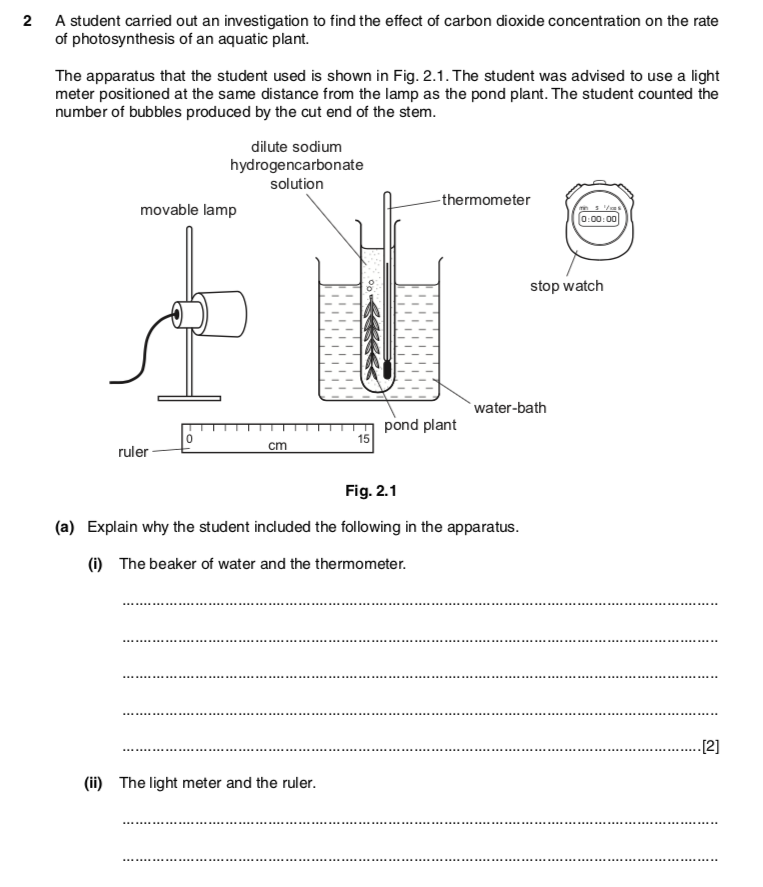 2 A student carried out an investigation to find the effect of carbon dioxide concentration on the rate
of photosynthesis of an aquatic plant.
The apparatus that the student used is shown in Fig. 2.1. The student was advised to use a light
meter positioned at the same distance from the lamp as the pond plant. The student counted the
number of bubbles produced by the cut end of the stem.
dilute sodium
hydrogencarbonate
solution
thermometer
movable lamp
min s 1/100 s
0:00:00
stop watch
water-bath
pond plant
0 15
cm
ruler
Fig. 2.1
(a) Explain why the student included the following in the apparatus.
(i) The beaker of water and the thermometer.
[2]
(ii) The light meter and the ruler.